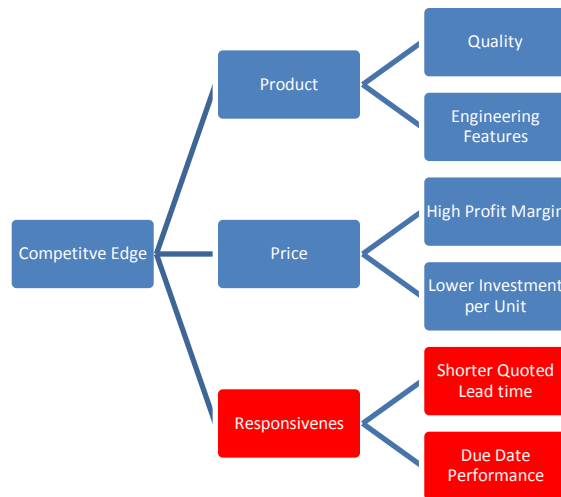 Quality
Product
Engineering
Features
High Profit Margin
Competitve Edge
Price
Lower Investment
per Unit
Shorter Quoted
Lead time
Responsivenes
Due Date
Performance